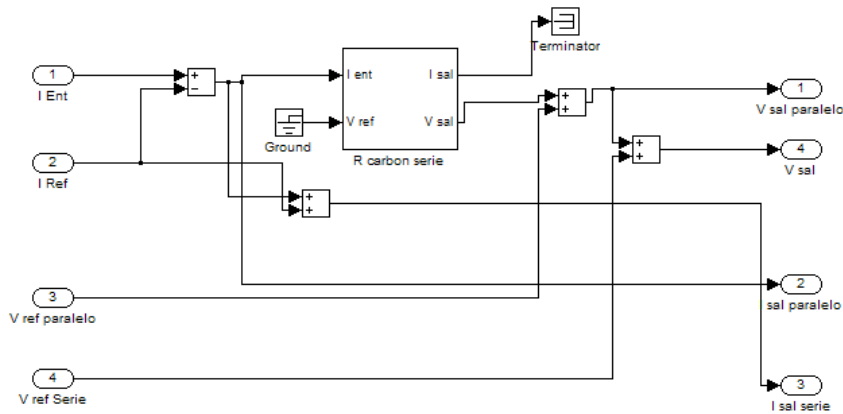 Terminator
1
I Ent
+
-
I ent
V ref
I sal
V sal
R carbon serie
Ground
+
+
1
V sal paralelo
+
+
4
V sal
2
I Ref
+
+
3
V ref paralelo
2
sal paralelo
4
V ref Serie
3
I sal serie